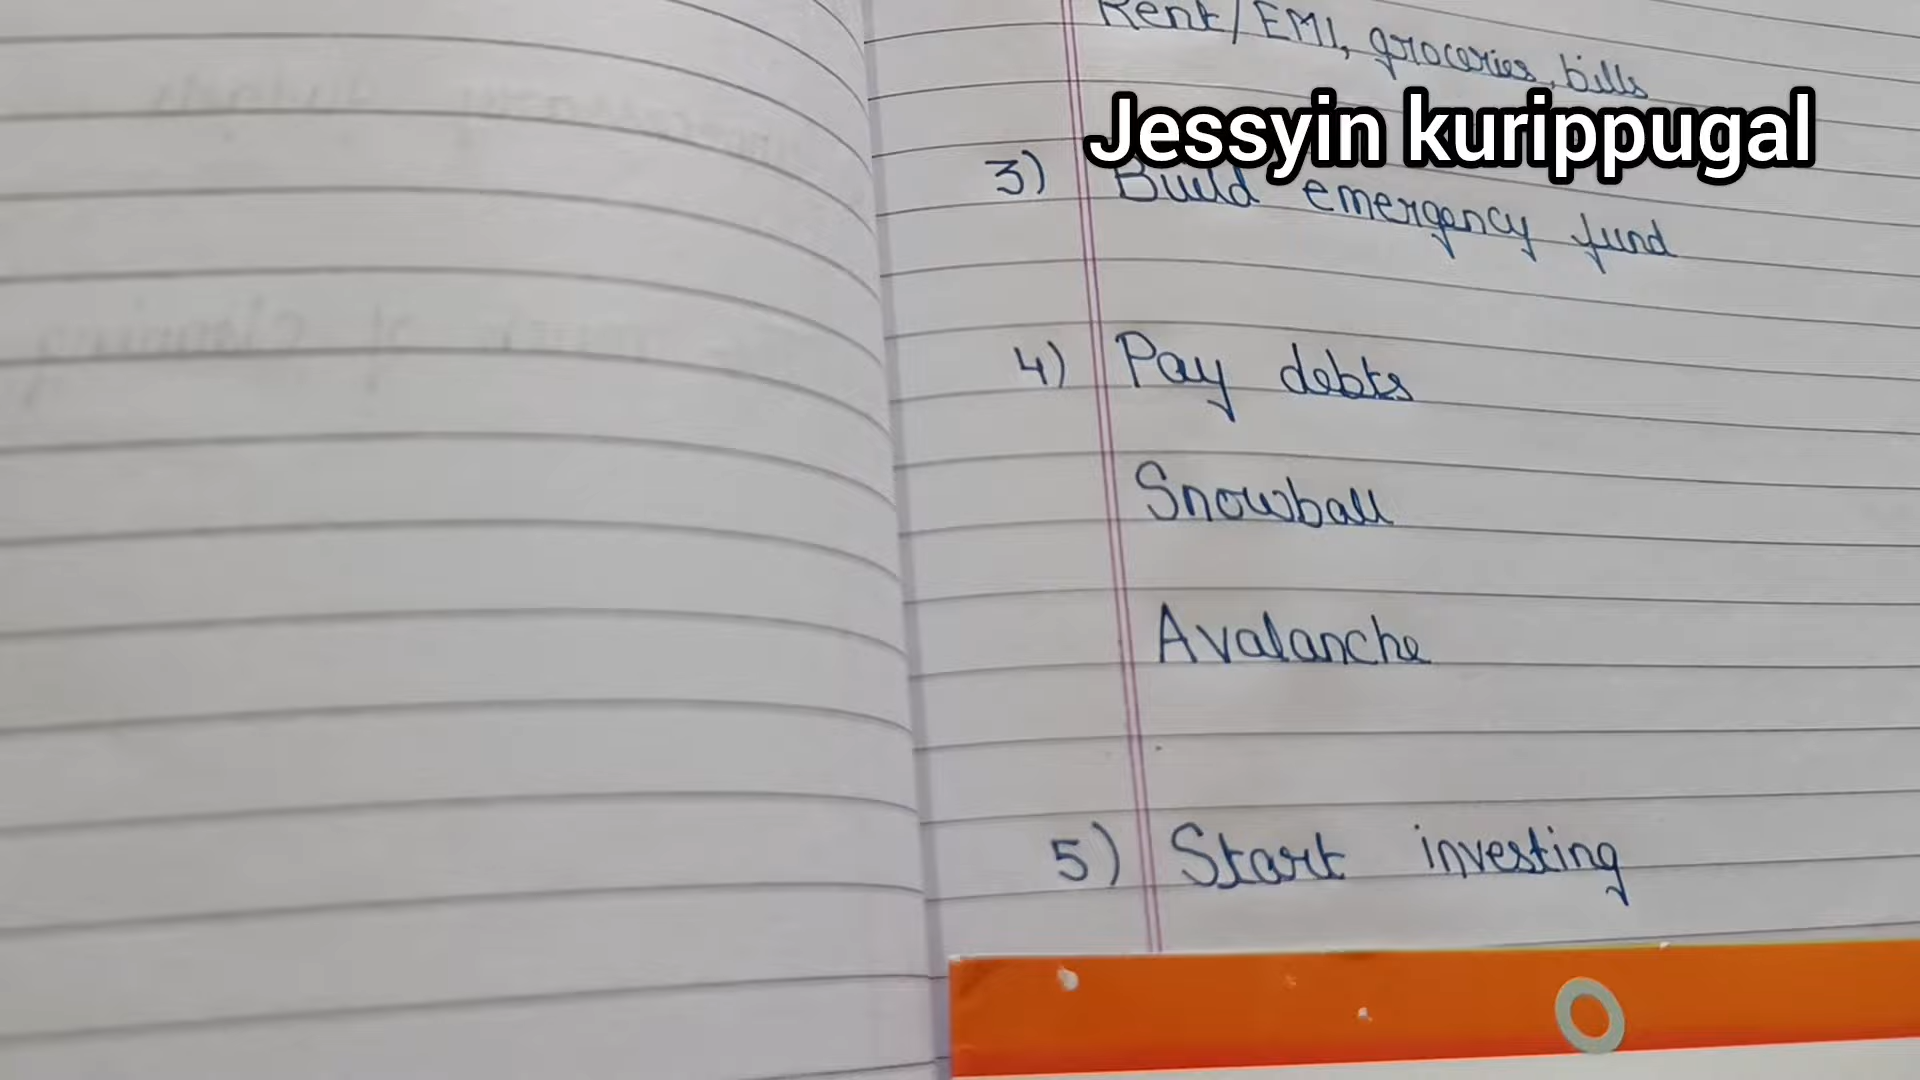 Rent/EMI, groceries, bills
Jessyin kurippugal
3) Build emergency fund
4) Pay debts
Snowball
Avalanche
5) Start investing